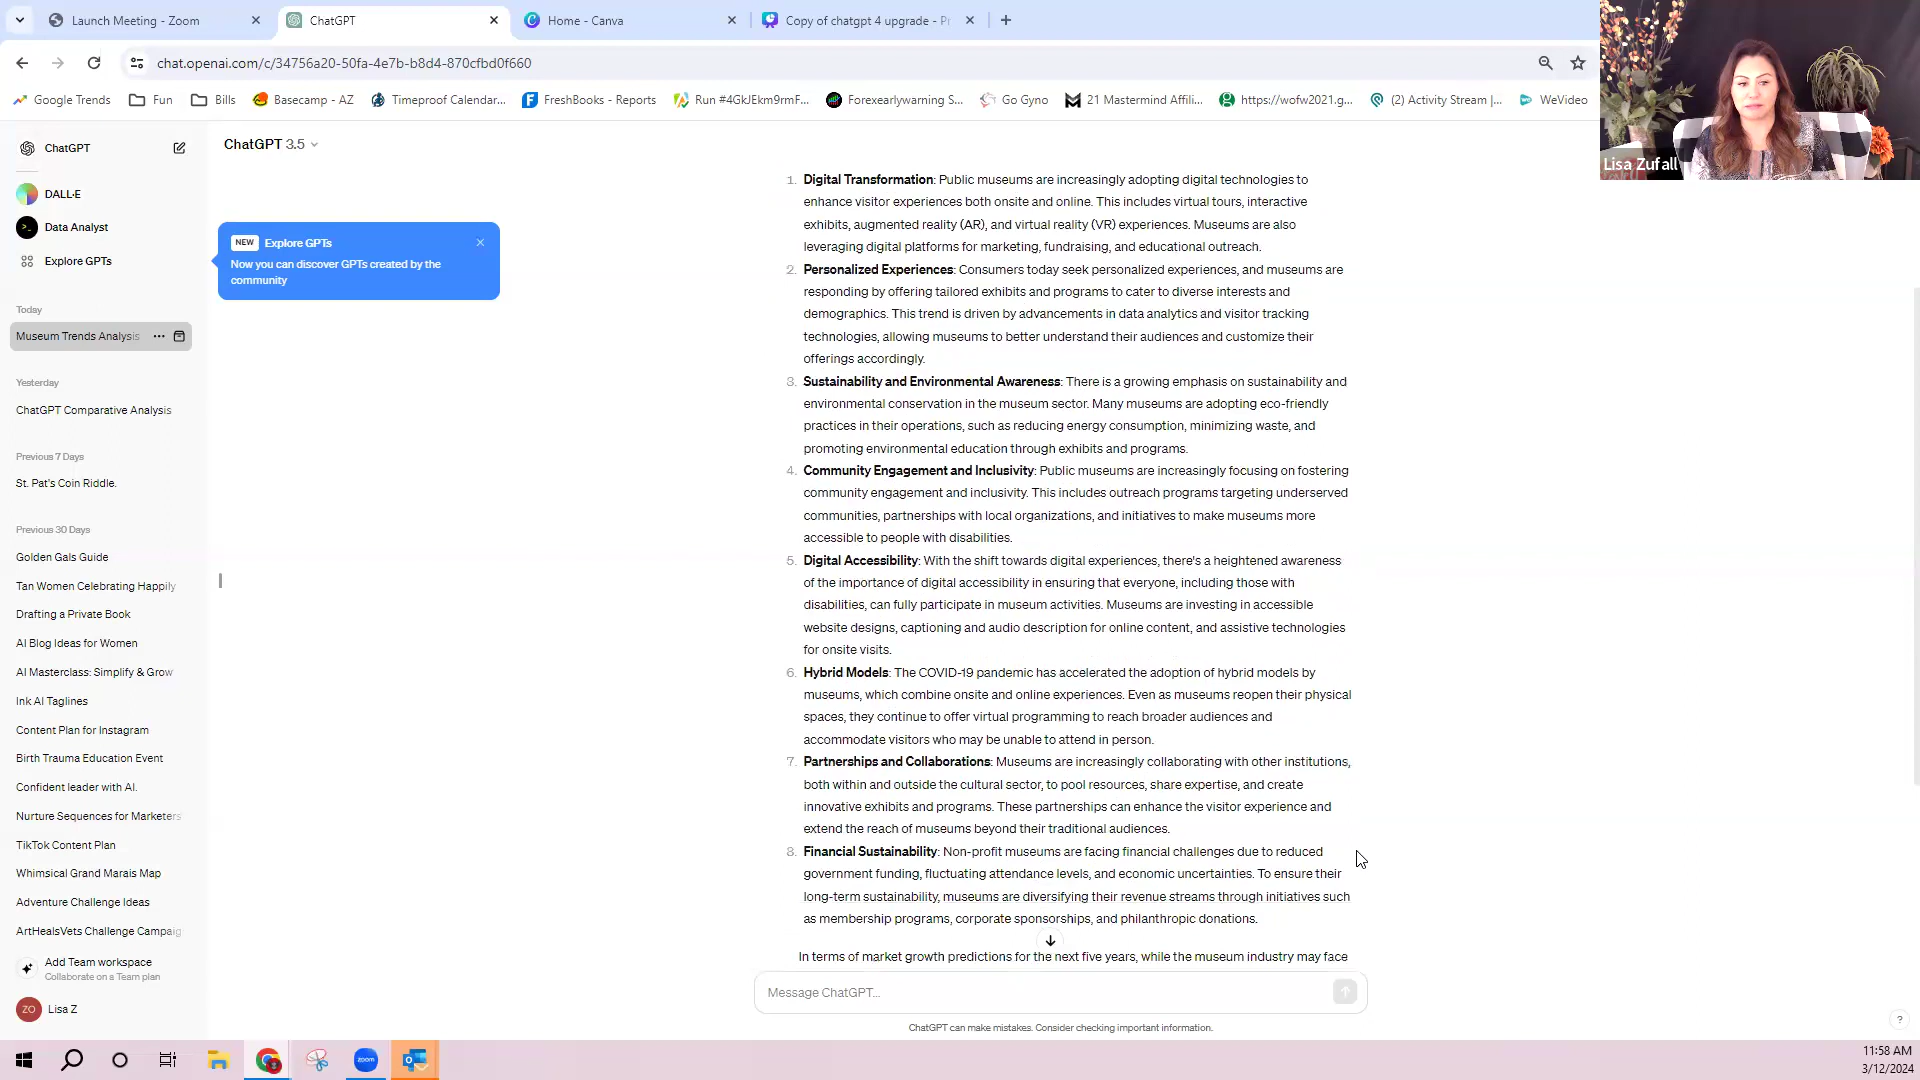 Launch Meeting - Zoom
ChatGPT
Home - Canva
Copy of chatgpt 4 upgrade - Pr
chat.openai.com/c/34756a20-50fa-4e7b-b8d4-870cfbd0f660
Google Trends
Fun
Bills
Basecamp - AZ
Timeproof Calendar...
FreshBooks - Reports
Run #4GkJEkm9rmF...
Forexearlywarning S...
Go Gyno
21 Mastermind Affili...
https://wofw2021.g...
(2) Activity Stream |...
WeVideo
Lisa Zufall
ChatGPT
DALL·E
Data Analyst
Explore GPTs
Today
Museum Trends Analysis
Yesterday
ChatGPT Comparative Analysis
Previous 7 Days
St. Pat's Coin Riddle.
Previous 30 Days
Golden Gals Guide
Tan Women Celebrating Happily
Drafting a Private Book
AI Blog Ideas for Women
AI Masterclass: Simplify & Grow
Ink AI Taglines
Content Plan for Instagram
Birth Trauma Education Event
Confident leader with AI.
Nurture Sequences for Marketers
TikTok Content Plan
Whimsical Grand Marais Map
Adventure Challenge Ideas
ArtHealsVets Challenge Campaig
Add Team workspace
Collaborate on a Team plan
ZO Lisa Z
ChatGPT 3.5
NEW Explore GPTs
Now you can discover GPTs created by the
community
1. Digital Transformation: Public museums are increasingly adopting digital technologies to
enhance visitor experiences both onsite and online. This includes virtual tours, interactive
exhibits, augmented reality (AR), and virtual reality (VR) experiences. Museums are also
leveraging digital platforms for marketing, fundraising, and educational outreach.
2. Personalized Experiences: Consumers today seek personalized experiences, and museums are
responding by offering tailored exhibits and programs to cater to diverse interests and
demographics. This trend is driven by advancements in data analytics and visitor tracking
technologies, allowing museums to better understand their audiences and customize their
offerings accordingly.
3. Sustainability and Environmental Awareness: There is a growing emphasis on sustainability and
environmental conservation in the museum sector. Many museums are adopting eco-friendly
practices in their operations, such as reducing energy consumption, minimizing waste, and
promoting environmental education through exhibits and programs.
4. Community Engagement and Inclusivity: Public museums are increasingly focusing on fostering
community engagement and inclusivity. This includes outreach programs targeting underserved
communities, partnerships with local organizations, and initiatives to make museums more
accessible to people with disabilities.
5. Digital Accessibility: With the shift towards digital experiences, there's a heightened awareness
of the importance of digital accessibility in ensuring that everyone, including those with
disabilities, can fully participate in museum activities. Museums are investing in accessible
website designs, captioning and audio description for online content, and assistive technologies
for onsite visits.
6. Hybrid Models: The COVID-19 pandemic has accelerated the adoption of hybrid models by
museums, which combine onsite and online experiences. Even as museums reopen their physical
spaces, they continue to offer virtual programming to reach broader audiences and
accommodate visitors who may be unable to attend in person.
7. Partnerships and Collaborations: Museums are increasingly collaborating with other institutions,
both within and outside the cultural sector, to pool resources, share expertise, and create
innovative exhibits and programs. These partnerships can enhance the visitor experience and
extend the reach of museums beyond their traditional audiences.
8. Financial Sustainability: Non-profit museums are facing financial challenges due to reduced
government funding, fluctuating attendance levels, and economic uncertainties. To ensure their
long-term sustainability, museums are diversifying their revenue streams through initiatives such
as membership programs, corporate sponsorships, and philanthropic donations.
In terms of market growth predictions for the next five years, while the museum industry may face
Message ChatGPT...
ChatGPT can make mistakes. Consider checking important information.
?
zoom
11:58 AM
3/12/2024